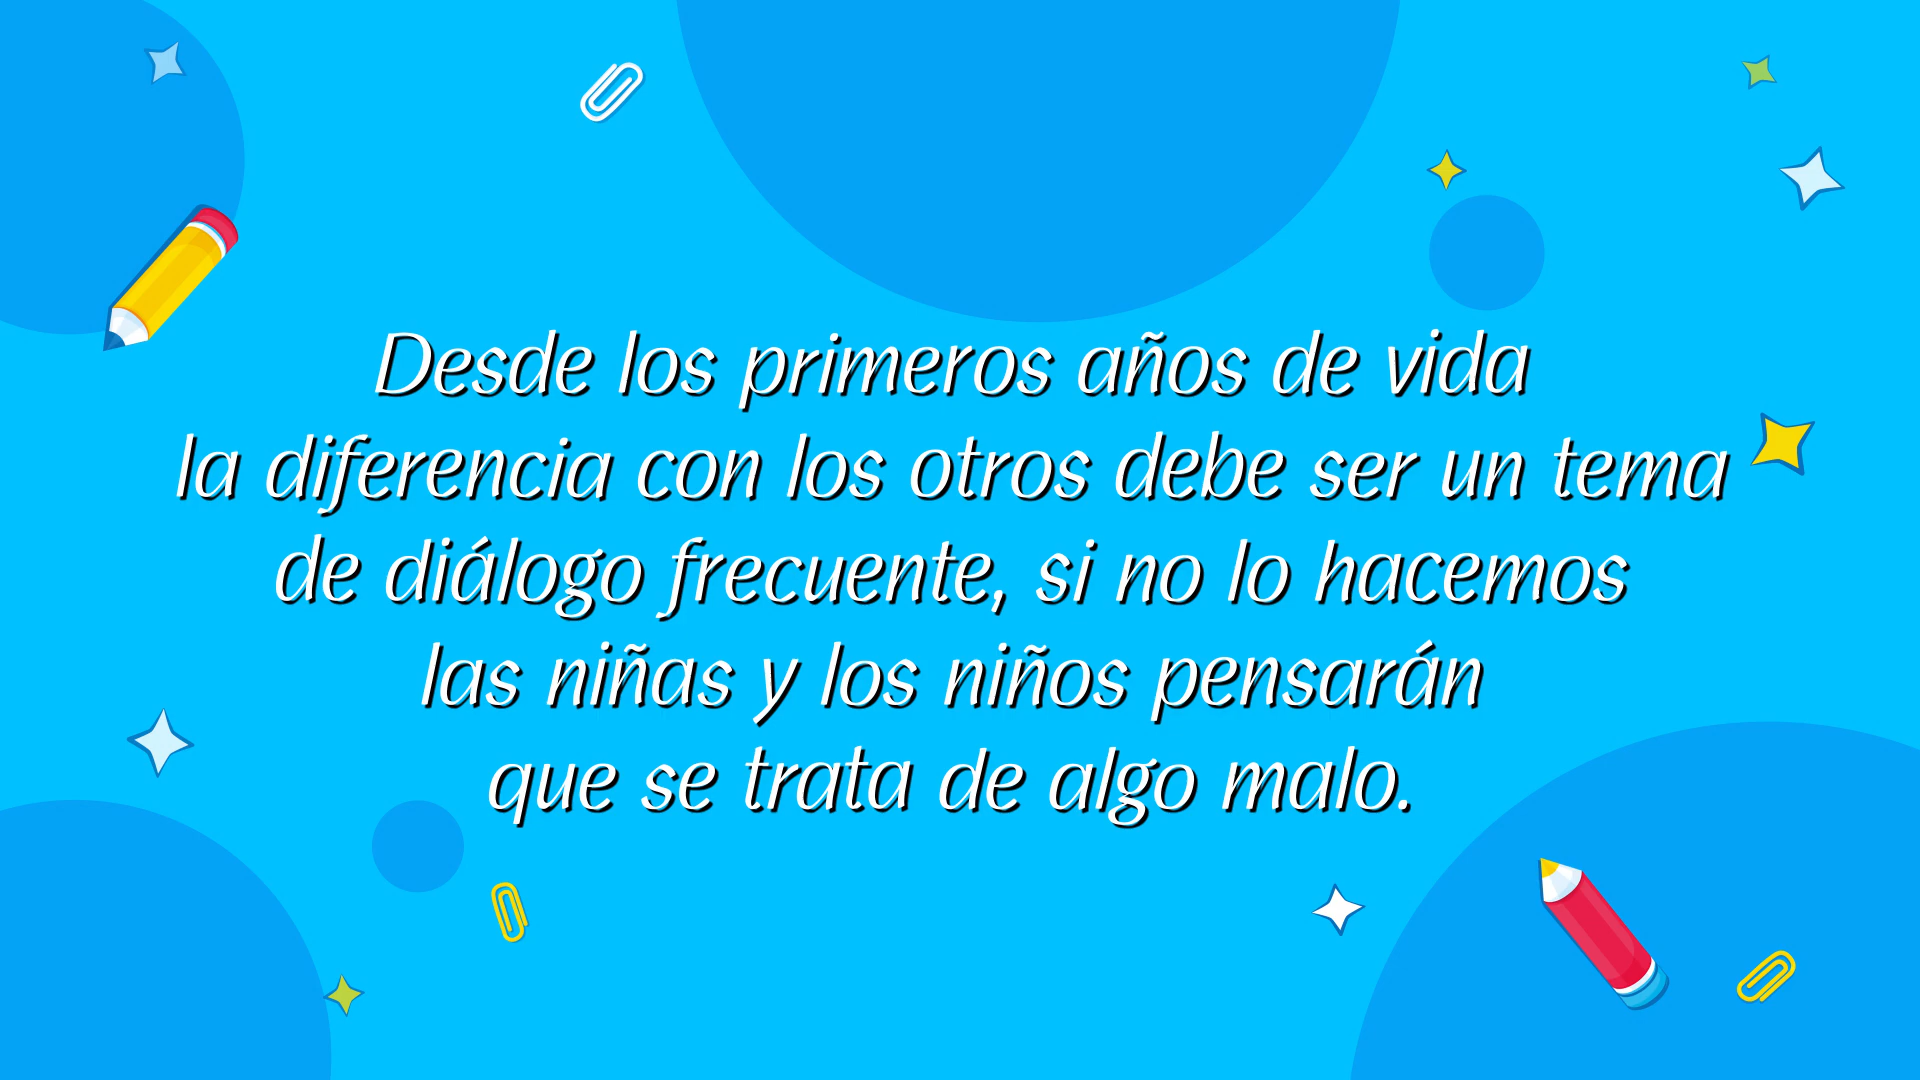 Desde los primeros años de vida
la diferencia con los otros debe ser un tema
de diálogo frecuente, si no lo hacemos
las niñas y los niños pensarán
que se trata de algo malo.